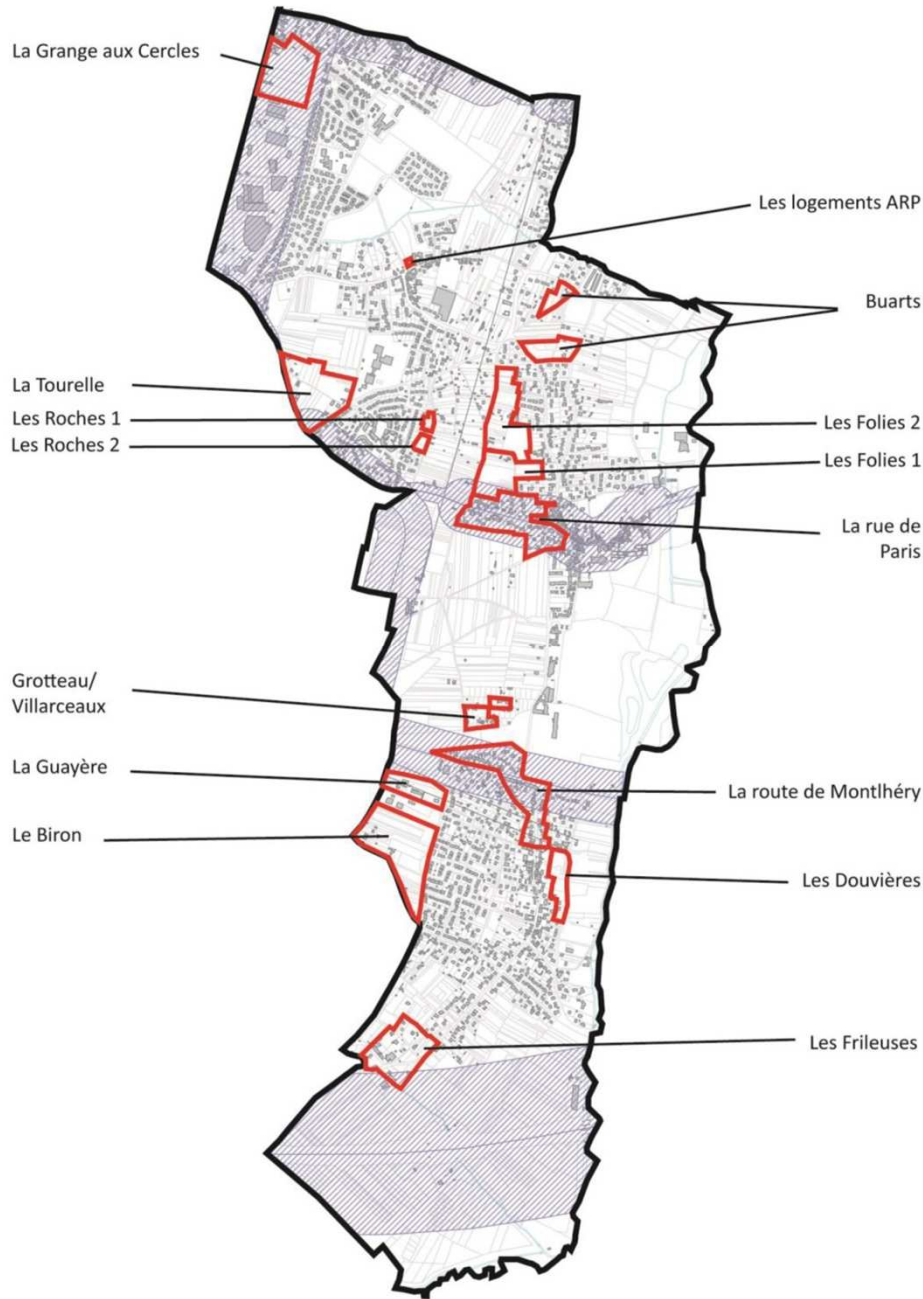 La Grange aux Cercles
Les logements ARP
Buarts
La Tourelle
Les Roches 1
Les Roches 2
Les Folies 2
Les Folies 1
La rue de
Paris
Grotteau/
Villarceaux
La Guayère
La route de Montlhéry
Le Biron
Les Douvières
Les Frileuses